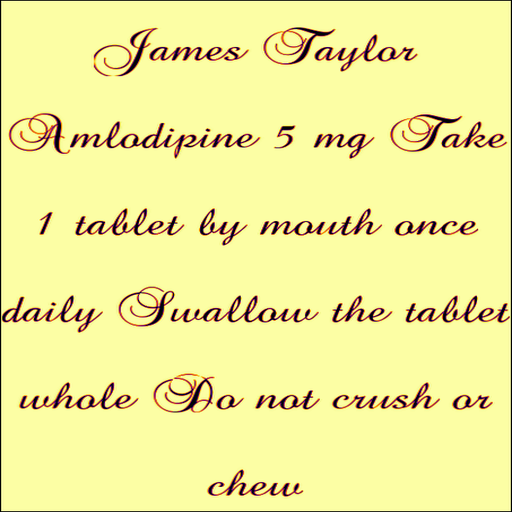 James Taylor
Amlodipine 5 mg Take
1 tablet by mouth once
daily Swallow the tablet
whole Do not crush or
chew